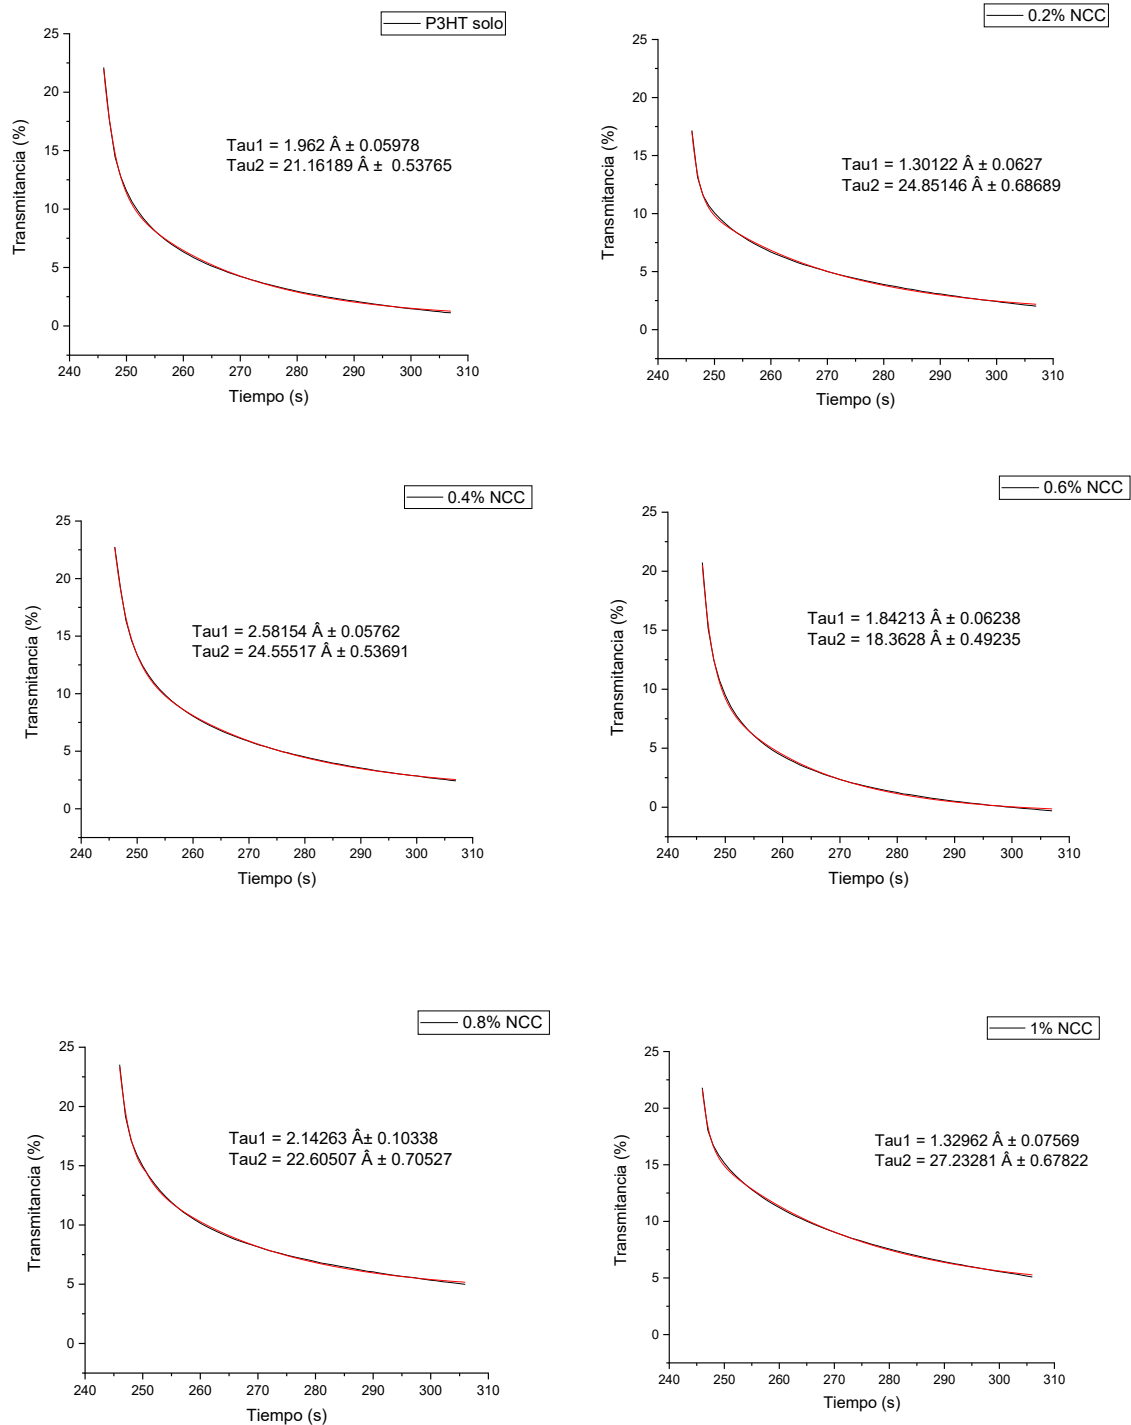 P3HT solo
25
20
15
10
5
0
Transmitancia (%)
Tau1 = 1.962 Â ± 0.05978
Tau2 = 21.16189 Â ± 0.53765
240 250 260 270 280 290 300 310
Tiempo (s)
0.2% NCC
25
20
15
10
5
0
Transmitancia (%)
Tau1 = 1.30122 Â ± 0.0627
Tau2 = 24.85146 Â ± 0.68689
240 250 260 270 280 290 300 310
Tiempo (s)
0.4% NCC
25
20
15
10
5
0
Transmitancia (%)
Tau1 = 2.58154 Â ± 0.05762
Tau2 = 24.55517 Â ± 0.53691
240 250 260 270 280 290 300 310
Tiempo (s)
0.6% NCC
25
20
15
10
5
0
Transmitancia (%)
Tau1 = 1.84213 Â ± 0.06238
Tau2 = 18.3628 Â ± 0.49235
240 250 260 270 280 290 300 310
Tiempo (s)
0.8% NCC
25
20
15
10
5
0
Transmitancia (%)
Tau1 = 2.14263 Â± 0.10338
Tau2 = 22.60507 Â ± 0.70527
240 250 260 270 280 290 300 310
Tiempo (s)
1% NCC
25
20
15
10
5
0
Transmitancia (%)
Tau1 = 1.32962 Â ± 0.07569
Tau2 = 27.23281 Â ± 0.67822
240 250 260 270 280 290 300 310
Tiempo (s)